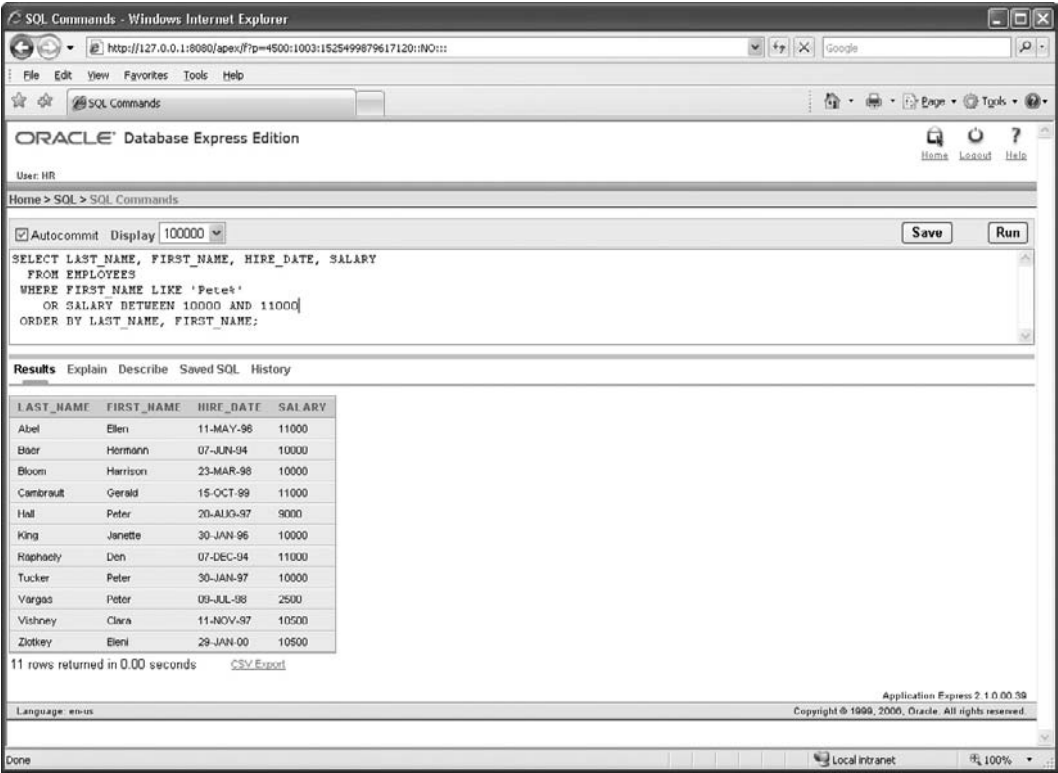 SQL Commands - Windows Internet Explorer
http://127.0.0.1:8080/apex/f?p=4500:1003:1525499879617120::NO:::
Google
File Edit View Favorites Tools Help
SQL Commands
Page Tools
ORACLE Database Express Edition
Home Logout Help
User: HR
Home > SQL > SQL Commands
Autocommit Display 100000 Save Run
SELECT LAST_NAME, FIRST_NAME, HIRE_DATE, SALARY
FROM EMPLOYEES
WHERE FIRST_NAME LIKE 'Pete%'
OR SALARY BETWEEN 10000 AND 11000
ORDER BY LAST_NAME, FIRST_NAME;
Results Explain Describe Saved SQL History
LAST_NAME FIRST_NAME HIRE_DATE SALARY
Abel Ellen 11-MAY-96 11000
Baer Hermann 07-JUN-94 10000
Bloom Harrison 23-MAR-98 10000
Cambrault Gerald 15-OCT-99 11000
Hall Peter 20-AUG-97 9000
King Janette 30-JAN-96 10000
Raphaely Den 07-DEC-94 11000
Tucker Peter 30-JAN-97 10000
Vargas Peter 09-JUL-98 2500
Vishney Clara 11-NOV-97 10500
Zlotkey Eleni 29-JAN-00 10500
11 rows returned in 0.00 seconds CSV Export
Application Express 2.1.0.00.39
Language: en-us Copyright © 1999, 2006, Oracle. All rights reserved.
Done Local intranet 100%